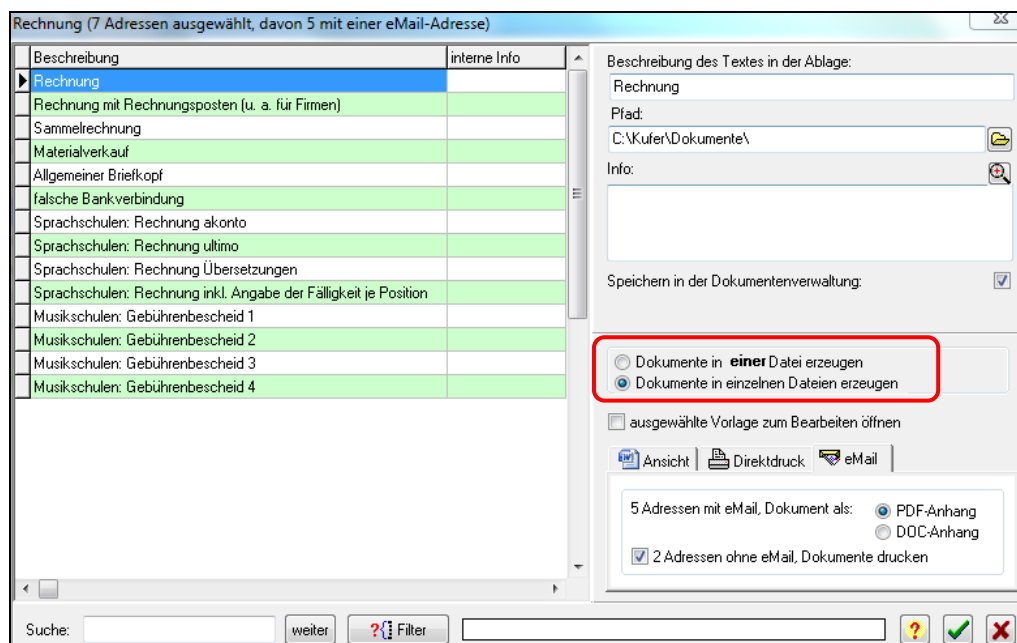 Rechnung (7 Adressen ausgewählt, davon 5 mit einer eMail-Adresse)
Beschreibung interne Info
Rechnung
Rechnung mit Rechnungsposten (u. a. für Firmen)
Sammelrechnung
Materialverkauf
Allgemeiner Briefkopf
falsche Bankverbindung
Sprachschulen: Rechnung akonto
Sprachschulen: Rechnung ultimo
Sprachschulen: Rechnung Übersetzungen
Sprachschulen: Rechnung inkl. Angabe der Fälligkeit je Position
Musikschulen: Gebührenbescheid 1
Musikschulen: Gebührenbescheid 2
Musikschulen: Gebührenbescheid 3
Musikschulen: Gebührenbescheid 4
Beschreibung des Textes in der Ablage:
Rechnung
Pfad:
C:\Kufer\Dokumente\
Info:
Speichern in der Dokumentenverwaltung:
Dokumente in einer Datei erzeugen
Dokumente in einzelnen Dateien erzeugen
ausgewählte Vorlage zum Bearbeiten öffnen
Ansicht Direktdruck eMail
5 Adressen mit eMail, Dokument als: PDF-Anhang
DOC-Anhang
2 Adressen ohne eMail, Dokumente drucken
Suche: weiter ?{ Filter ?